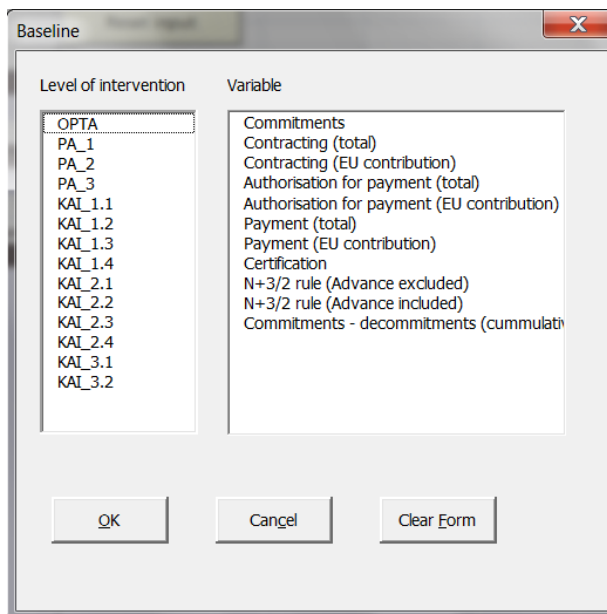 Reset Input
Baseline
X
Level of intervention
Variable
OPTA
PA_1
PA_2
PA_3
KAI_1.1
KAI_1.2
KAI_1.3
KAI_1.4
KAI_2.1
KAI_2.2
KAI_2.3
KAI_2.4
KAI_3.1
KAI_3.2
Commitments
Contracting (total)
Contracting (EU contribution)
Authorisation for payment (total)
Authorisation for payment (EU contribution)
Payment (total)
Payment (EU contribution)
Certification
N+3/2 rule (Advance excluded)
N+3/2 rule (Advance included)
Commitments - decommitments (cummulativ
OK
Cancel
Clear Form